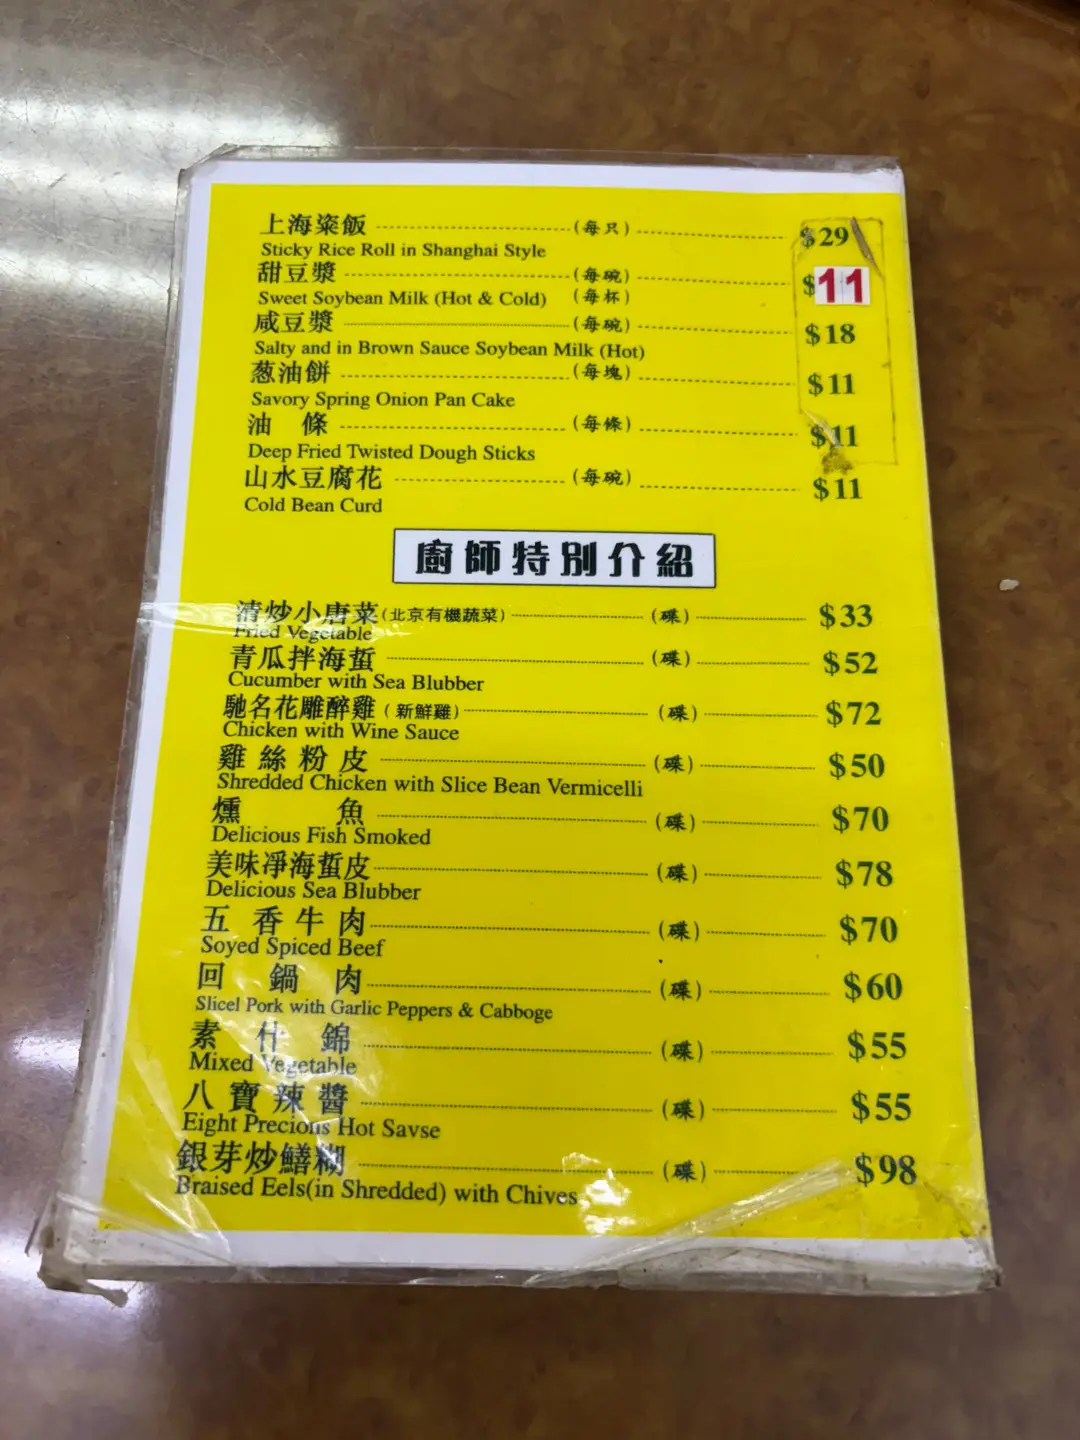 上海粢飯 (每只) $29
Sticky Rice Roll in Shanghai Style
甜豆漿 (每碗) $11
Sweet Soybean Milk (Hot & Cold) (每杯)
咸豆漿 (每碗) $18
Salty and in Brown Sauce Soybean Milk (Hot)
葱油餅 (每塊) $11
Savory Spring Onion Pan Cake
油條 (每條) $11
Deep Fried Twisted Dough Sticks
山水豆腐花 (每碗) $11
Cold Bean Curd
廚師特別介紹
清炒小唐菜(北京有機蔬菜) (碟) $33
Fried Vegetable
青瓜拌海蜇 (碟) $52
Cucumber with Sea Blubber
馳名花雕醉雞(新鮮雞) (碟) $72
Chicken with Wine Sauce
雞絲粉皮 (碟) $50
Shredded Chicken with Slice Bean Vermicelli
燻魚 (碟) $70
Delicious Fish Smoked
美味凈海蜇皮 (碟) $78
Delicious Sea Blubber
五香牛肉 (碟) $70
Soyed Spiced Beef
回鍋肉 (碟) $60
Slicel Pork with Garlic Peppers & Cabboge
素什錦 (碟) $55
Mixed Vegetable
八寶辣醬 (碟) $55
Eight Precious Hot Savse
銀芽炒鱔糊 (碟) $98
Braised Eels(in Shredded) with Chives